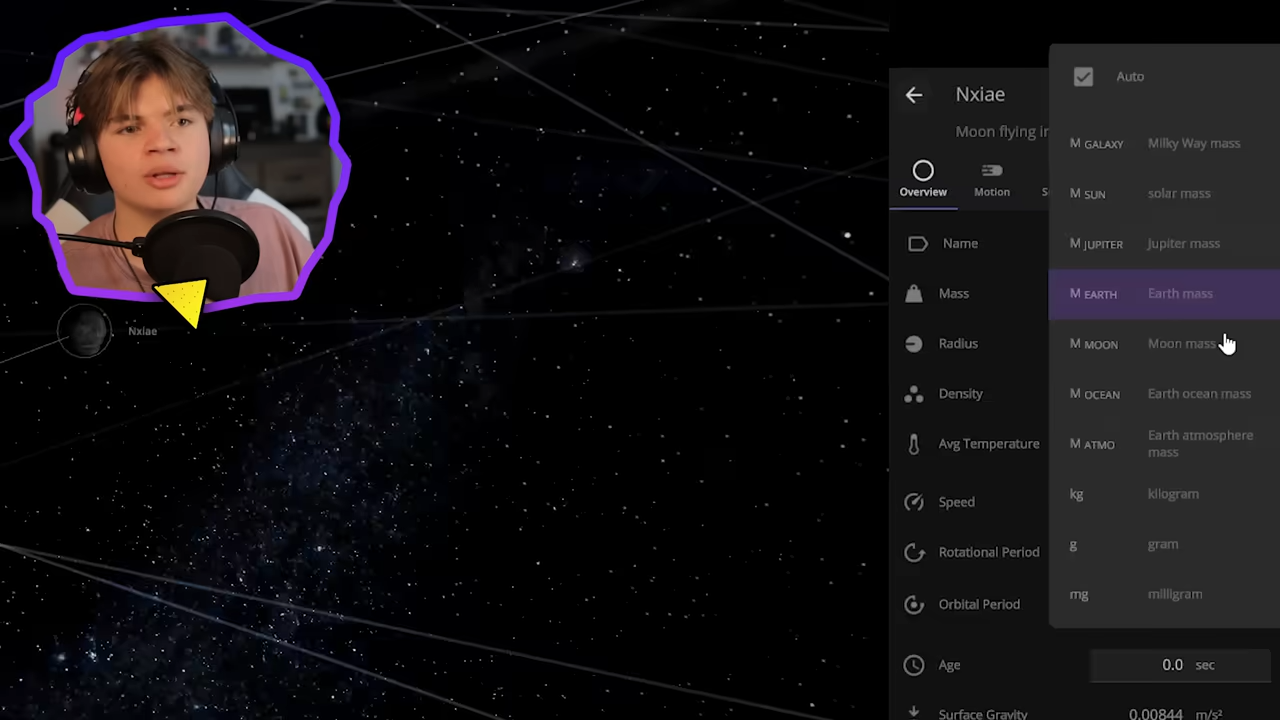 Nxiae
Nxiae
Moon flying in
Overview
Motion
S
Name
Mass
Radius
Density
Avg Temperature
Speed
Rotational Period
Orbital Period
Age
0.0 sec
Surface Gravity
0.00844 m/s²
Auto
M GALAXY Milky Way mass
M SUN solar mass
M JUPITER Jupiter mass
M EARTH Earth mass
M MOON Moon mass
M OCEAN Earth ocean mass
M ATMO Earth atmosphere
mass
kg kilogram
g gram
mg milligram